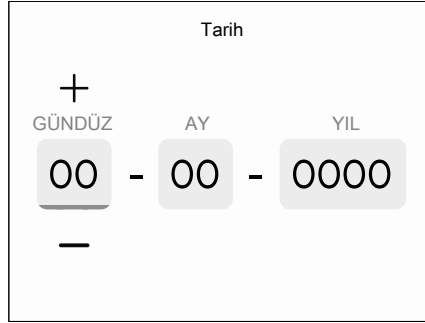 Tarih
+
GÜNDÜZ AY YIL
00 - 00 - 0000
—